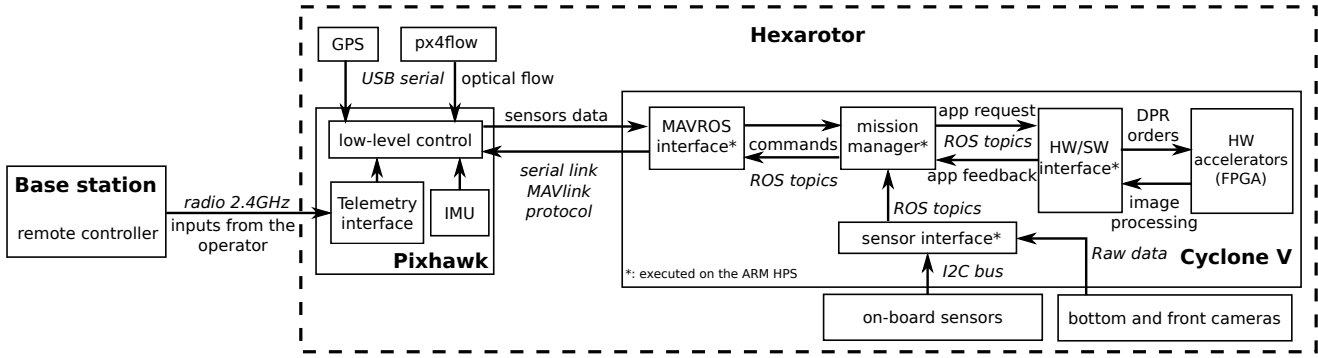 Hexarotor
GPS
px4flow
USB serial
optical flow
low-level control
Telemetry
interface
IMU
Pixhawk
Base station
remote controller
radio 2.4GHz
inputs from the
operator
sensors data
serial link
MAVlink
protocol
MAVROS
interface*
commands
ROS topics
mission
manager*
app request
ROS topics
app feedback
HW/SW
interface*
DPR
orders
image
processing
HW
accelerators
(FPGA)
ROS topics
sensor interface*
I2C bus
Raw data
Cyclone V
*: executed on the ARM HPS
on-board sensors
bottom and front cameras